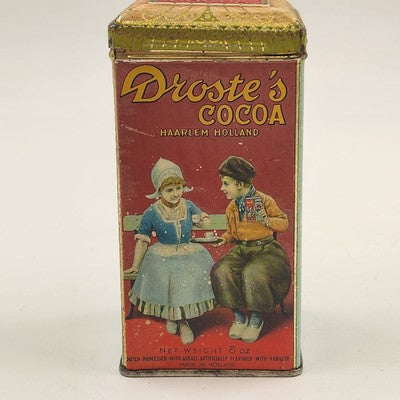 Droste's
COCOA
HAARLEM HOLLAND
NET WEIGHT 8 OZ
DUTCH-PROCESSED WITH ALKALI, ARTIFICIALLY FLAVORED WITH VANILLIN
MADE IN HOLLAND